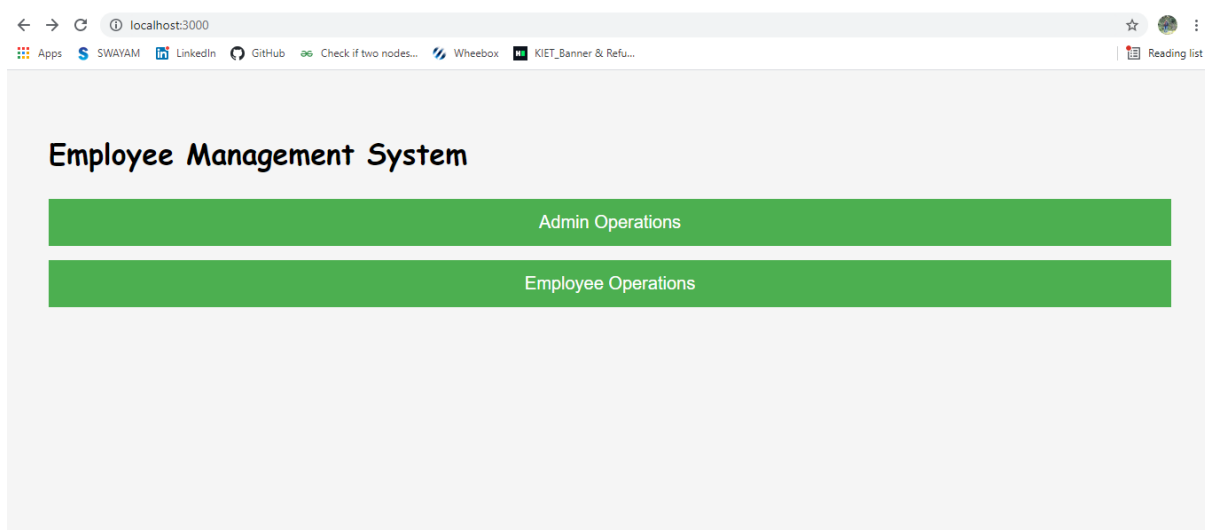 localhost:3000
Apps SWAYAM LinkedIn GitHub Check if two nodes... Wheebox KIET_Banner & Refu... Reading list
Employee Management System
Admin Operations
Employee Operations